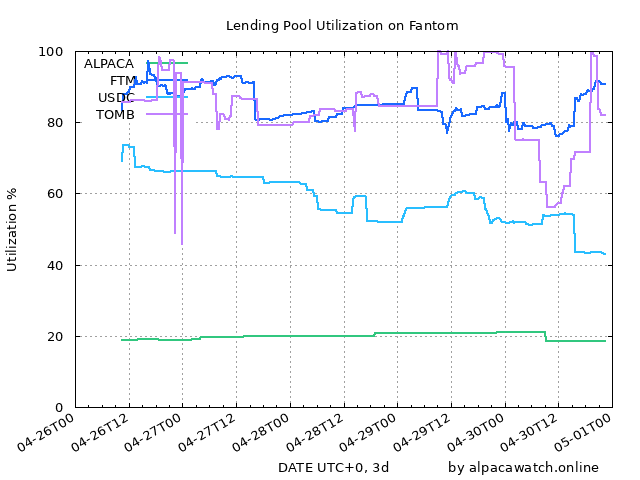 Lending Pool Utilization on Fantom
ALPACA
FTM
USDC
TOMB
100
80
60
40
20
0
Utilization %
04-26T00
04-26T12
04-27T00
04-27T12
04-28T00
04-28T12
04-29T00
04-29T12
04-30T00
04-30T12
05-01T00
DATE UTC+0, 3d
by alpacawatch.online